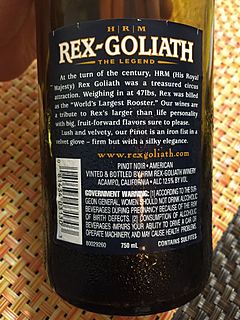 H|R|M
REX-GOLIATH
THE LEGEND
At the turn of the century, HRM (His Royal
Majesty) Rex Goliath was a treasured circus
attraction. Weighing in at 47lbs, Rex was billed
as the "World's Largest Rooster." Our wines are
a tribute to Rex's larger than life personality
with big, fruit-forward flavors sure to please.
Lush and velvety, our Pinot is an iron fist in a
velvet glove – firm but with a silky elegance.
www.rexgoliath.com
PINOT NOIR • AMERICAN
VINTED & BOTTLED BY HRM REX-GOLIATH WINERY
ACAMPO, CALIFORNIA • ALC 12.5% BY VOL
GOVERNMENT WARNING: (1) ACCORDING TO THE SUR-
GEON GENERAL, WOMEN SHOULD NOT DRINK ALCOHOLIC
BEVERAGES DURING PREGNANCY BECAUSE OF THE RISK
OF BIRTH DEFECTS. (2) CONSUMPTION OF ALCOHOLIC
BEVERAGES IMPAIRS YOUR ABILITY TO DRIVE A CAR OR
OPERATE MACHINERY, AND MAY CAUSE HEALTH PROBLEMS.
80029260 750 mL CONTAINS SULFITES